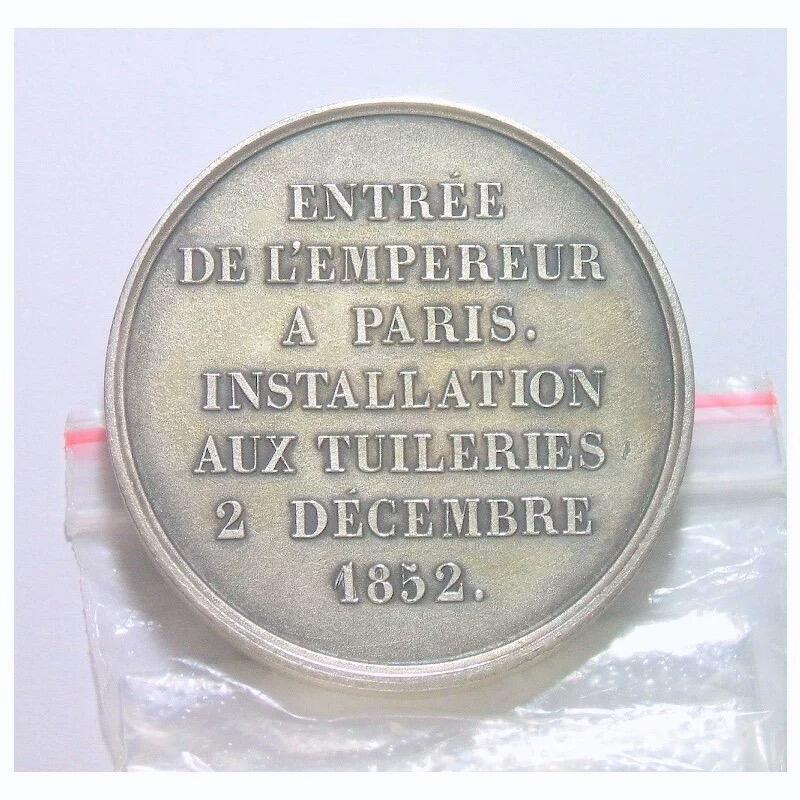 ENTRÉE
DE L'EMPEREUR
A PARIS.
INSTALLATION
AUX TUILERIES
2 DÉCEMBRE
1852.